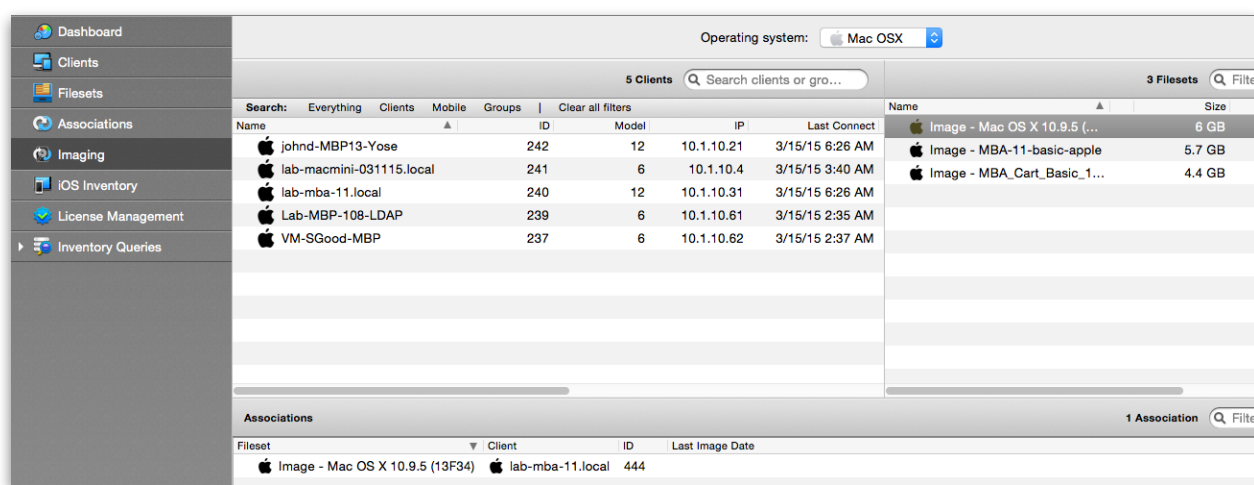 Dashboard
Clients
Filesets
Associations
Imaging
iOS Inventory
License Management
Inventory Queries
Operating system: Mac OSX
5 Clients Search clients or gro...
Search: Everything Clients Mobile Groups | Clear all filters
Name ID Model IP Last Connect
johnd-MBP13-Yose 242 12 10.1.10.21 3/15/15 6:26 AM
lab-macmini-031115.local 241 6 10.1.10.4 3/15/15 3:40 AM
lab-mba-11.local 240 12 10.1.10.31 3/15/15 6:26 AM
Lab-MBP-108-LDAP 239 6 10.1.10.61 3/15/15 2:35 AM
VM-SGood-MBP 237 6 10.1.10.62 3/15/15 2:37 AM
3 Filesets Filte
Name Size
Image - Mac OS X 10.9.5 (... 6 GB
Image - MBA-11-basic-apple 5.7 GB
Image - MBA_Cart_Basic_1... 4.4 GB
Associations 1 Association Filte
Fileset Client ID Last Image Date
Image - Mac OS X 10.9.5 (13F34) lab-mba-11.local 444